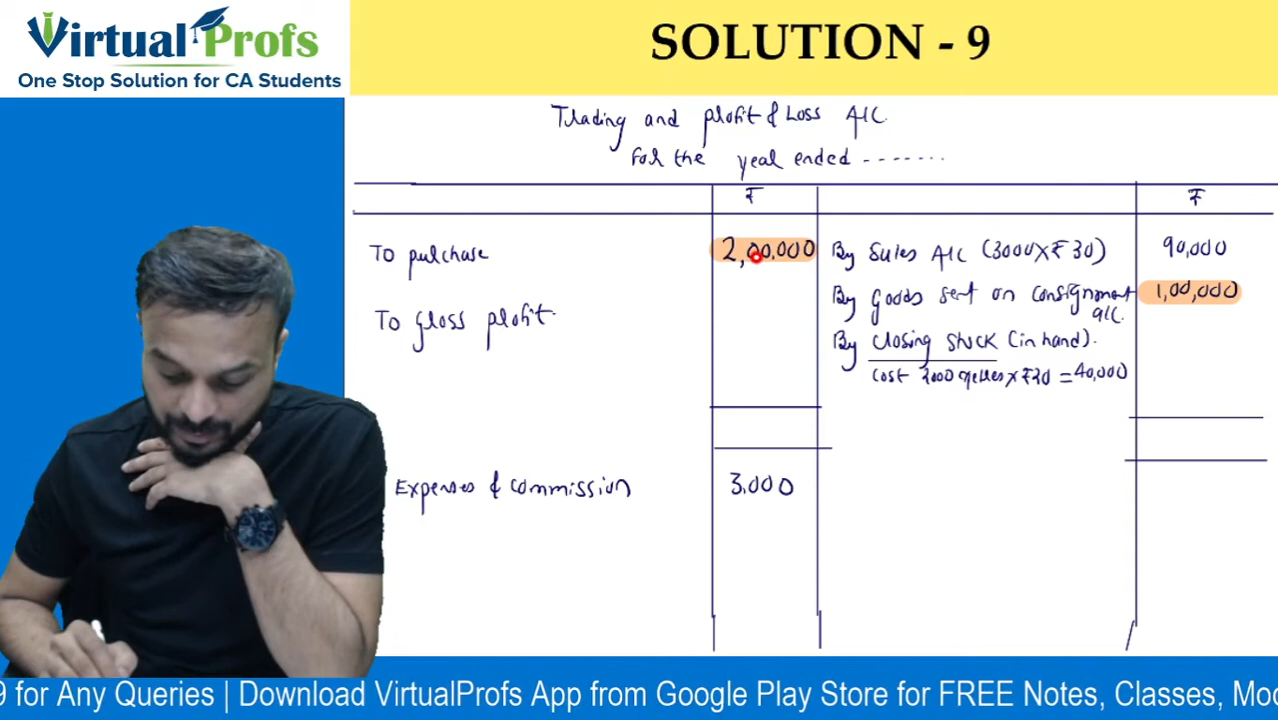 Virtual Profs
One Stop Solution for CA Students
SOLUTION - 9
Trading and profit & Loss A/C.
For the year ended --------
₹ ₹
To purchase 2,00,000 By Sales A/C (3000x₹30) 90,000
By goods sent on consignment a/c. 1,00,000
To Gross profit
By closing stock (in hand).
cost 2000 x ₹20 = 40,000
Expenses & commission 3,000
9 for Any Queries | Download VirtualProfs App from Google Play Store for FREE Notes, Classes, Moc